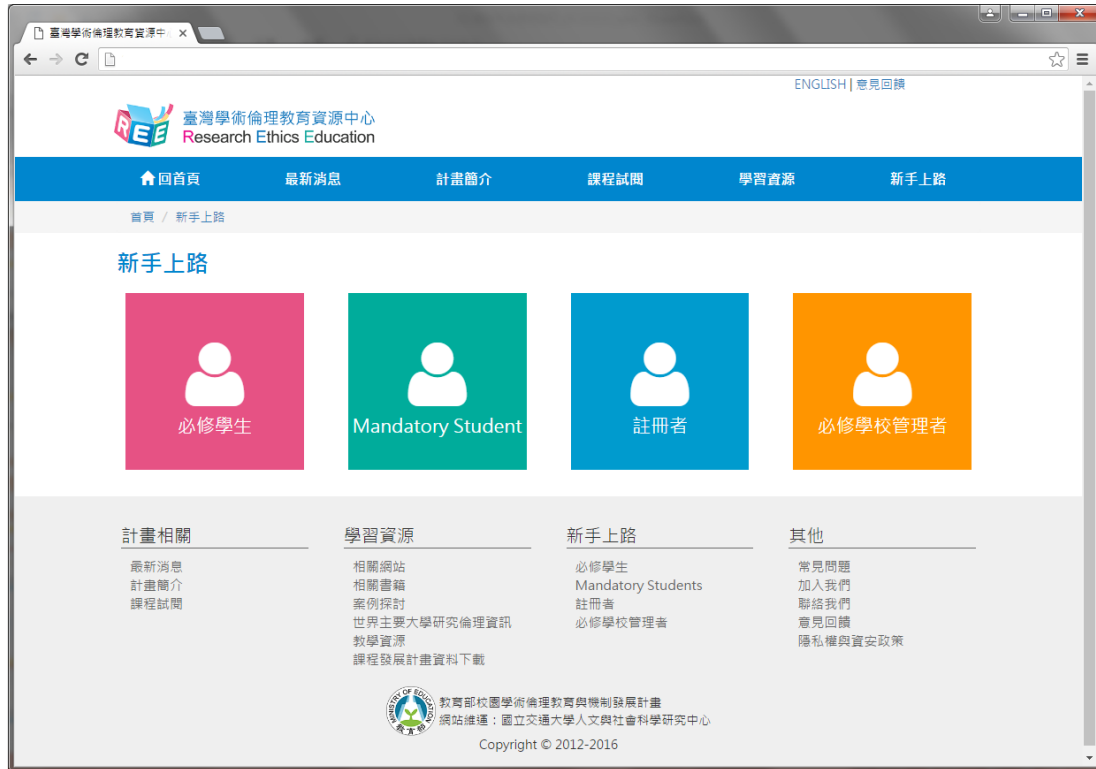 臺灣學術倫理教育資源中
ENGLISH | 意見回饋
REE
臺灣學術倫理教育資源中心
Research Ethics Education
回首頁 最新消息 計畫簡介 課程試閱 學習資源 新手上路
首頁 / 新手上路
新手上路
必修學生 Mandatory Student 註冊者 必修學校管理者
計畫相關
最新消息
計畫簡介
課程試閱
學習資源
相關網站
相關書籍
案例探討
世界主要大學研究倫理資訊
教學資源
課程發展計畫資料下載
新手上路
必修學生
Mandatory Students
註冊者
必修學校管理者
其他
常見問題
加入我們
聯絡我們
意見回饋
隱私權與資安政策
MINISTRY OF EDUCATION
教育部
教育部校園學術倫理教育與機制發展計畫
網站維護：國立交通大學人文與社會科學研究中心
Copyright © 2012-2016